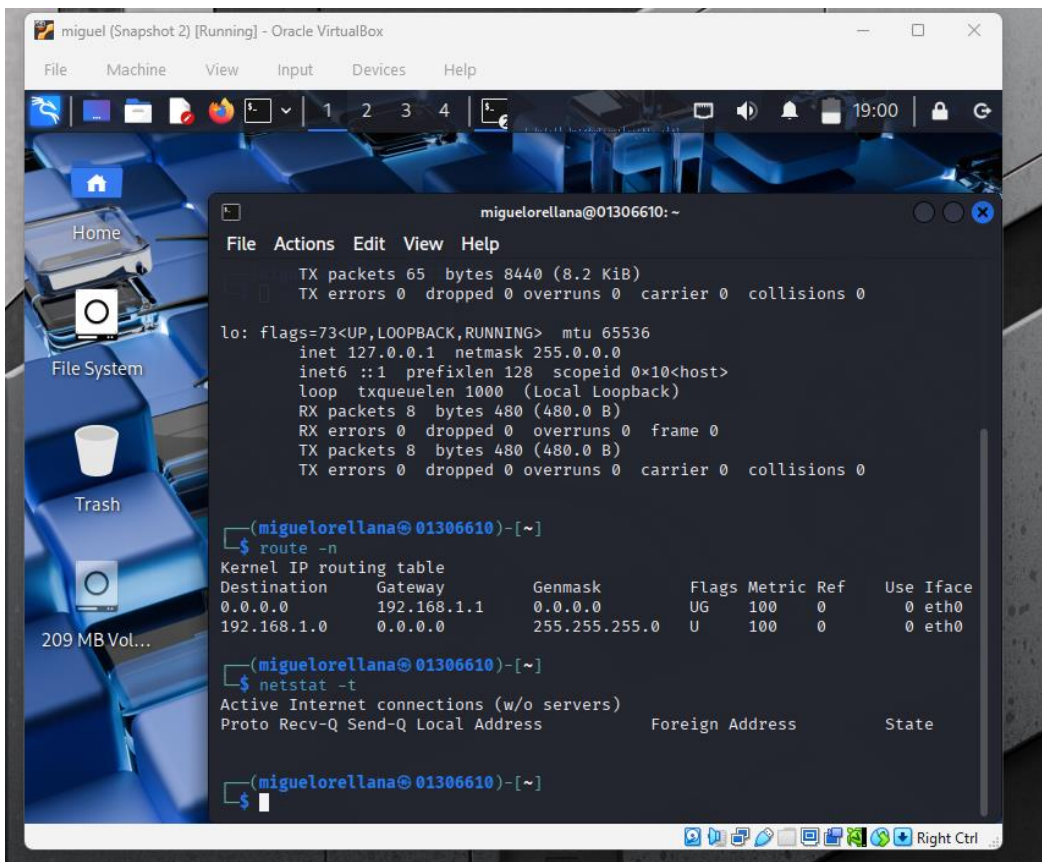 miguel (Snapshot 2) [Running] - Oracle VirtualBox
File Machine View Input Devices Help
1 2 3 4 19:00
Home
File System
Trash
209 MB Vol...
miguelorellana@01306610: ~
File Actions Edit View Help
TX packets 65 bytes 8440 (8.2 KiB)
TX errors 0 dropped 0 overruns 0 carrier 0 collisions 0
lo: flags=73<UP,LOOPBACK,RUNNING> mtu 65536
inet 127.0.0.1 netmask 255.0.0.0
inet6 ::1 prefixlen 128 scopeid 0×10<host>
loop txqueuelen 1000 (Local Loopback)
RX packets 8 bytes 480 (480.0 B)
RX errors 0 dropped 0 overruns 0 frame 0
TX packets 8 bytes 480 (480.0 B)
TX errors 0 dropped 0 overruns 0 carrier 0 collisions 0
┌──(miguelorellana㉿01306610)-[~]
└─$ route -n
Kernel IP routing table
Destination Gateway Genmask Flags Metric Ref Use Iface
0.0.0.0 192.168.1.1 0.0.0.0 UG 100 0 0 eth0
192.168.1.0 0.0.0.0 255.255.255.0 U 100 0 0 eth0
┌──(miguelorellana㉿01306610)-[~]
└─$ netstat -t
Active Internet connections (w/o servers)
Proto Recv-Q Send-Q Local Address Foreign Address State
┌──(miguelorellana㉿01306610)-[~]
└─$
Right Ctrl